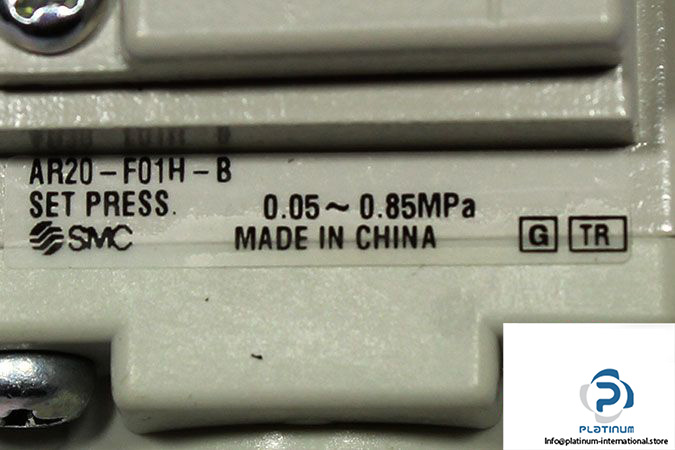 AR20-F01H-B
SET PRESS. 0.05~0.85MPa
SMC MADE IN CHINA G TR
PLATINUM
Info@platinum-international.store